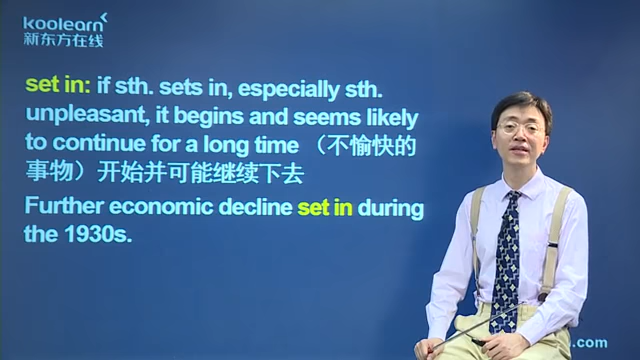 koolearn
新东方在线
set in: if sth. sets in, especially sth.
unpleasant, it begins and seems likely
to continue for a long time （不愉快的
事物）开始并可能继续下去
Further economic decline set in during
the 1930s.
.com